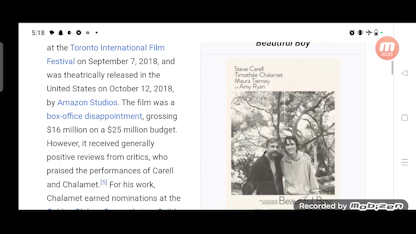 5:18
at the Toronto International Film
Festival on September 7, 2018, and
was theatrically released in the
United States on October 12, 2018,
by Amazon Studios. The film was a
box-office disappointment, grossing
$16 million on a $25 million budget.
However, it received generally
positive reviews from critics, who
praised the performances of Carell
and Chalamet.[5] For his work,
Chalamet earned nominations at the
Beautiful Boy
Steve Carell
Timothée Chalamet
Maura Tierney
Amy Ryan
Beautiful Boy
Recorded by Mobizen